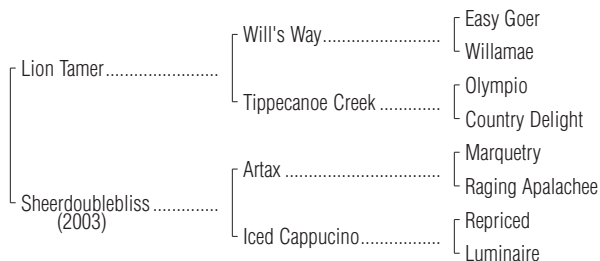 Easy Goer
Will's Way
Willamae
Lion Tamer
Olympio
Tippecanoe Creek
Country Delight
Marquetry
Artax
Raging Apalachee
Sheerdoublebliss
(2003)
Repriced
Iced Cappucino
Luminaire